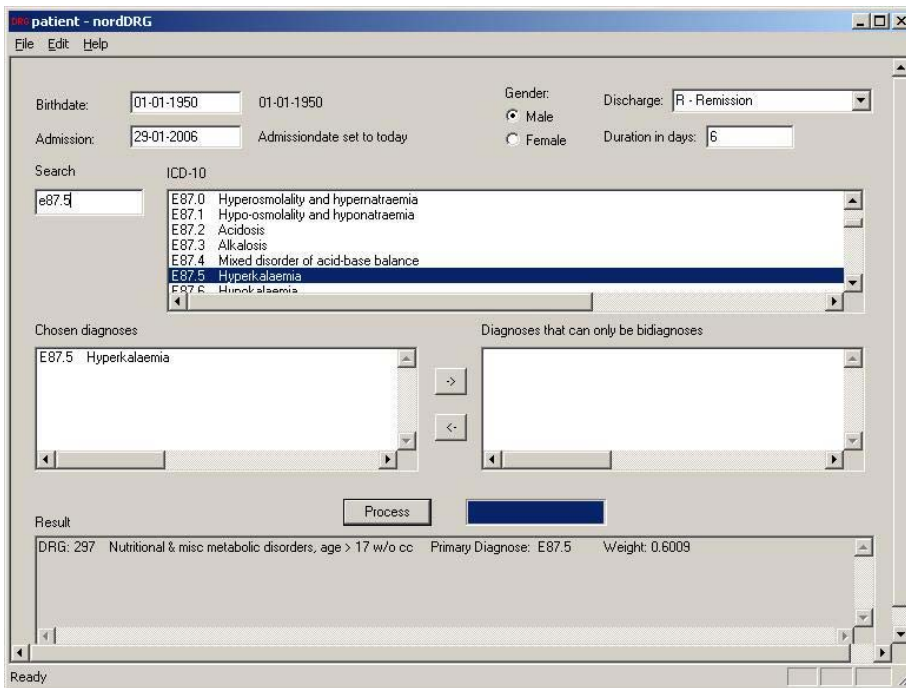 DRG patient - nordDRG
File Edit Help
Birthdate: 01-01-1950 01-01-1950 Gender: Discharge: R - Remission
Male
Admission: 29-01-2006 Admissiondate set to today Female Duration in days: 6
Search ICD-10
e87.5 E87.0 Hyperosmolality and hypernatraemia
E87.1 Hypo-osmolality and hyponatraemia
E87.2 Acidosis
E87.3 Alkalosis
E87.4 Mixed disorder of acid-base balance
E87.5 Hyperkalaemia
E87.6 Hypokalaemia
Chosen diagnoses Diagnoses that can only be bidiagnoses
E87.5 Hyperkalaemia
->
<-
Process
Result
DRG: 297 Nutritional & misc metabolic disorders, age > 17 w/o cc Primary Diagnose: E87.5 Weight: 0.6009
Ready